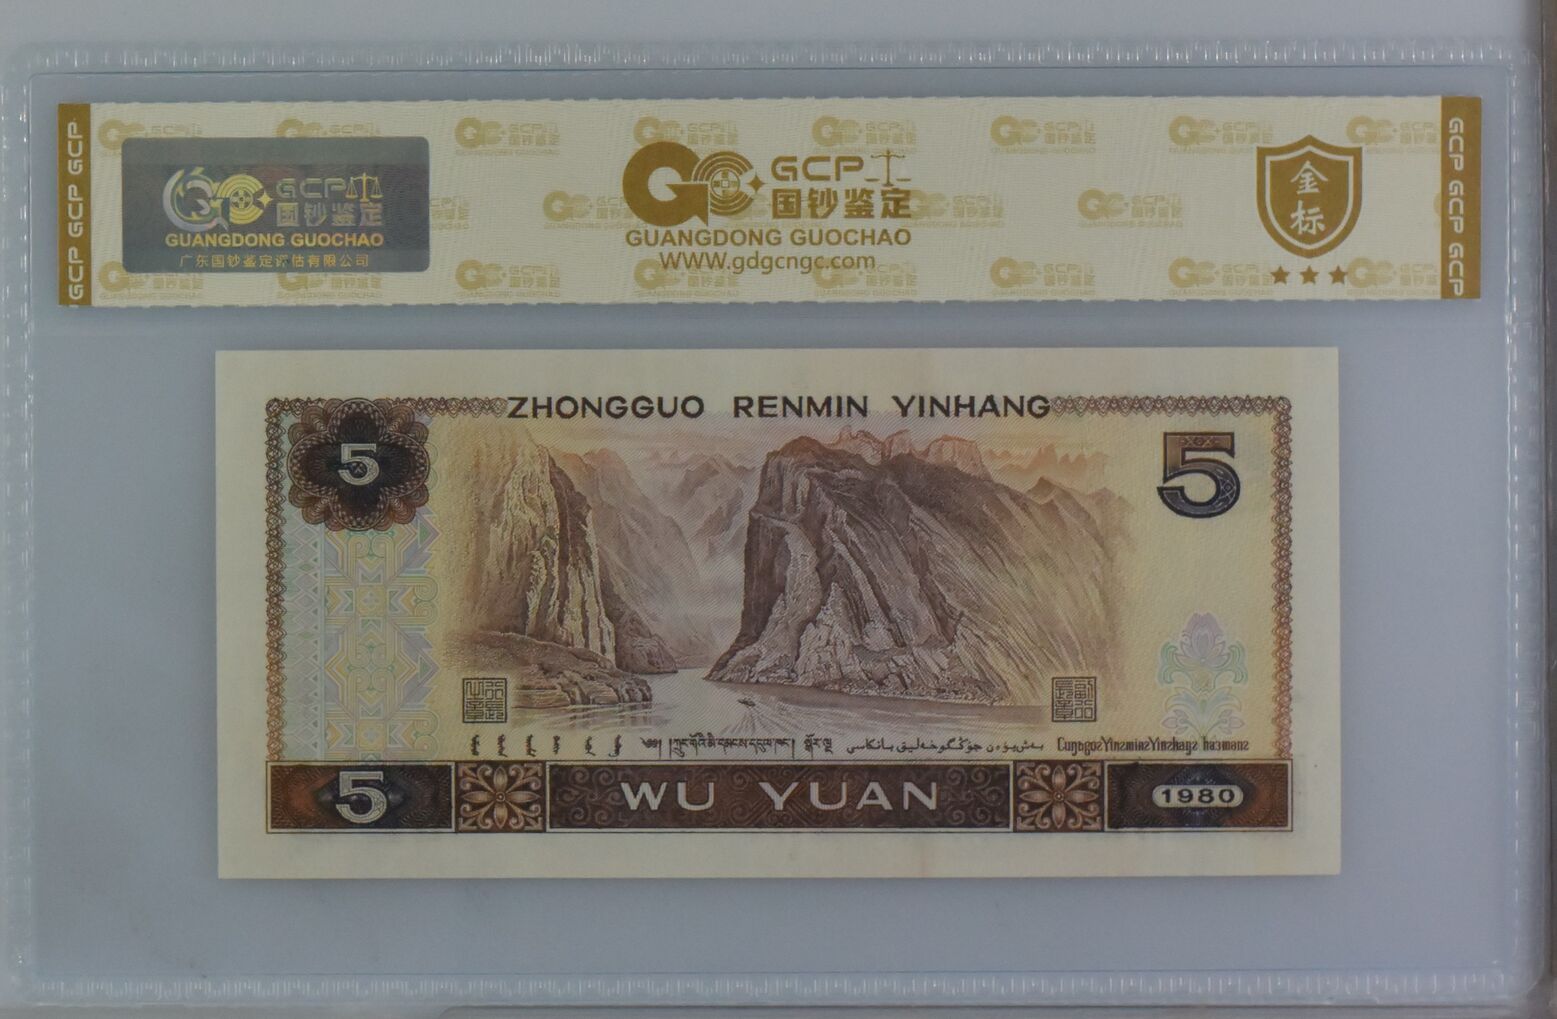 GCP GCP GCP
GCP
国钞鉴定
GUANGDONG GUOCHAO
广东国钞鉴定评估有限公司
GCP
国钞鉴定
GUANGDONG GUOCHAO
WWW.gdgcngc.com
金
标
GCP GCP GCP
ZHONGGUO RENMIN YINHANG
5
5
5
WU YUAN
1980